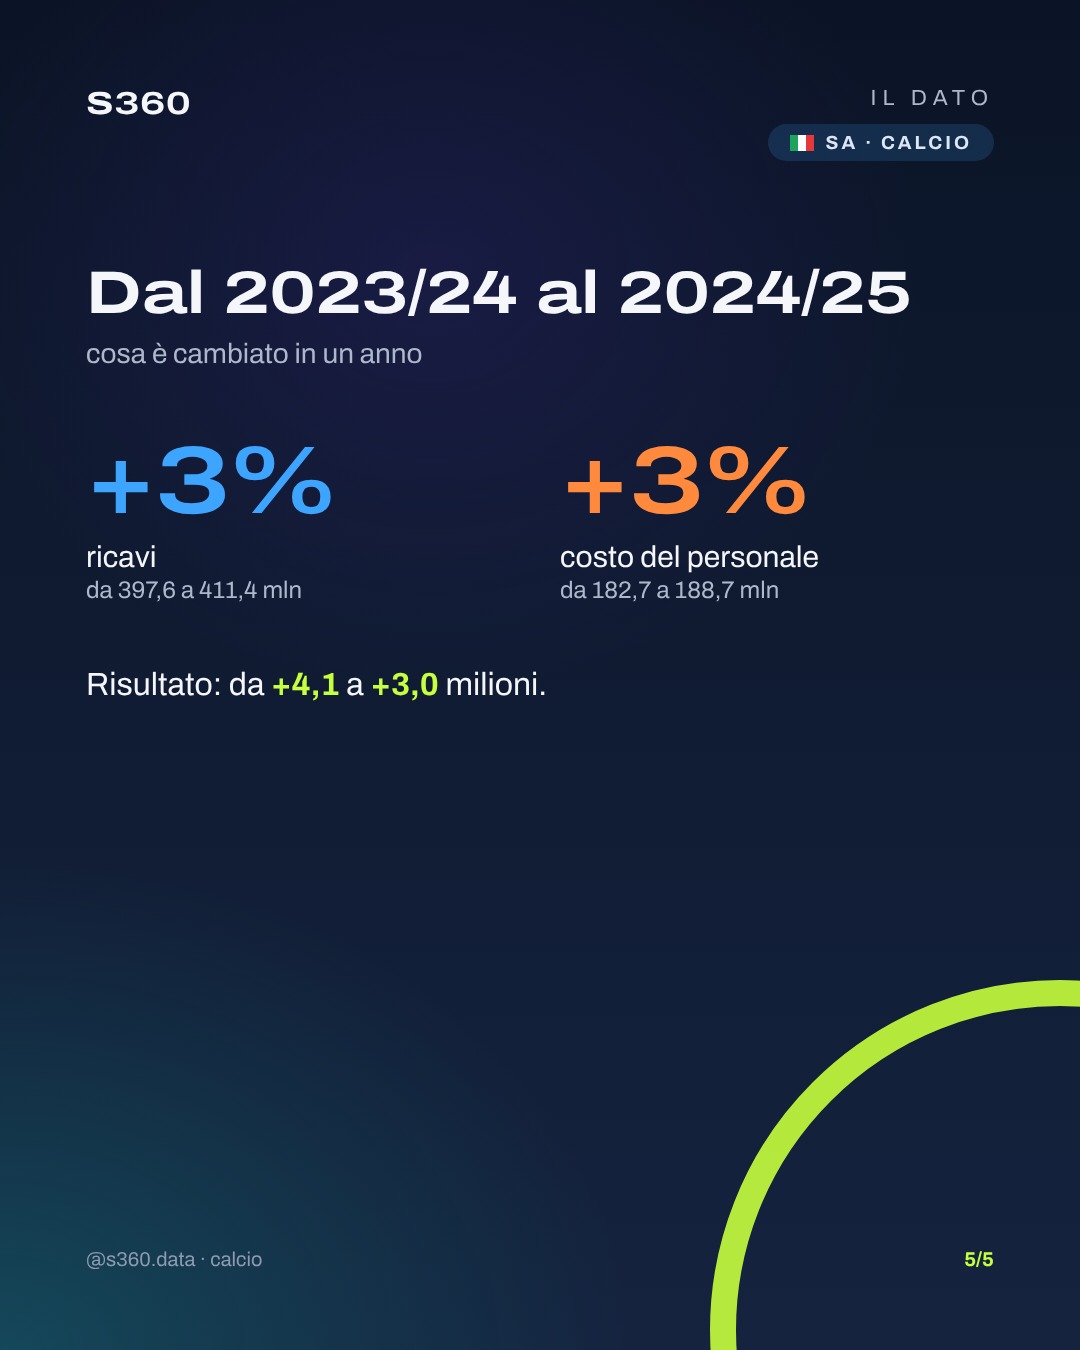 S360
IL DATO
SA · CALCIO
Dal 2023/24 al 2024/25
cosa è cambiato in un anno
+3%
ricavi
da 397,6 a 411,4 mln
+3%
costo del personale
da 182,7 a 188,7 mln
Risultato: da +4,1 a +3,0 milioni.
@s360.data · calcio
5/5